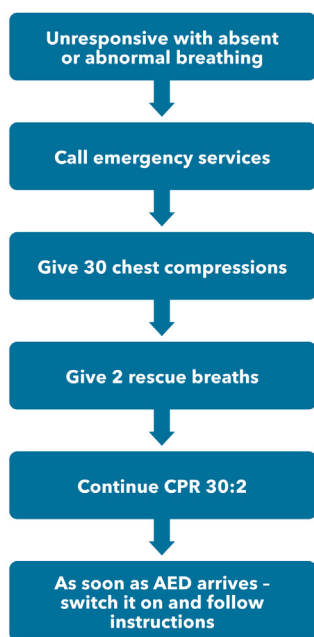 Unresponsive with absent
or abnormal breathing
Call emergency services
Give 30 chest compressions
Give 2 rescue breaths
Continue CPR 30:2
As soon as AED arrives –
switch it on and follow
instructions